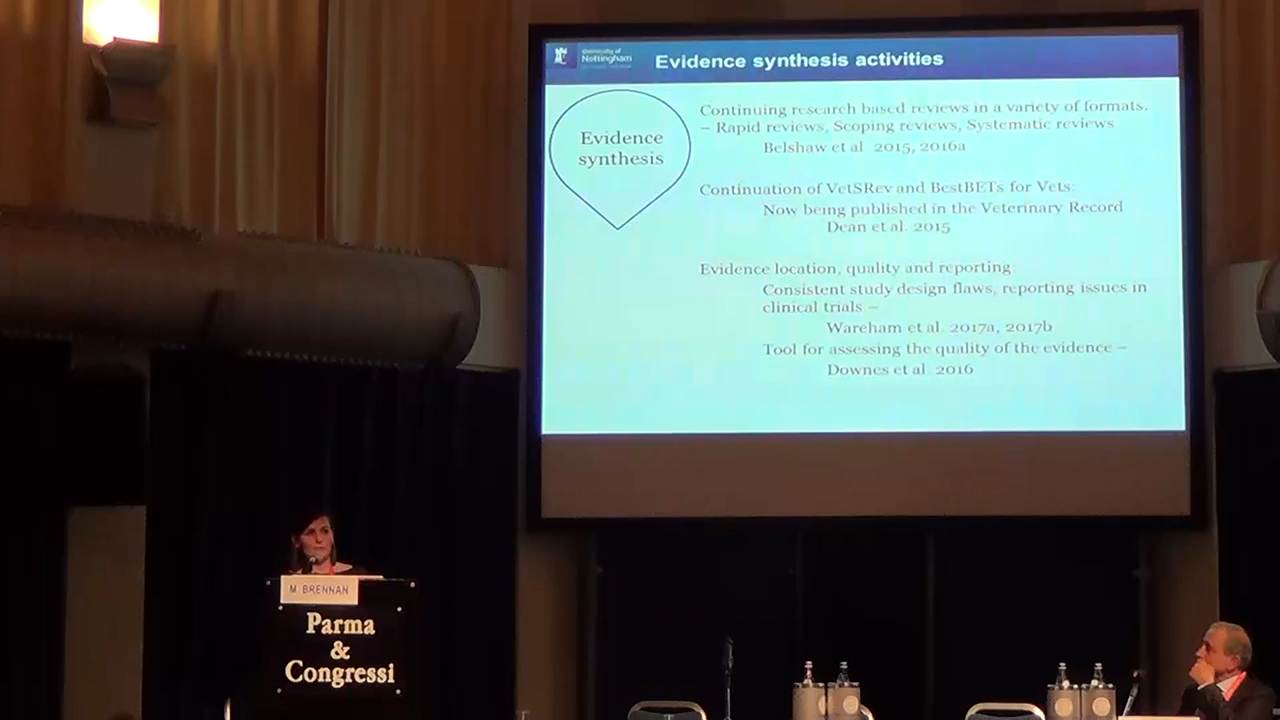 University of
Nottingham
Evidence synthesis activities
Evidence
synthesis
Continuing research based reviews in a variety of formats.
– Rapid reviews, Scoping reviews, Systematic reviews
Belshaw et al 2015, 2016a
Continuation of VetSRev and BestBETs for Vets:
Now being published in the Veterinary Record
Dean et al. 2015
Evidence location, quality and reporting:
Consistent study design flaws, reporting issues in
clinical trials –
Wareham et al. 2017a, 2017b
Tool for assessing the quality of the evidence –
Downes et al. 2016
M. BRENNAN
Parma
&
Congressi